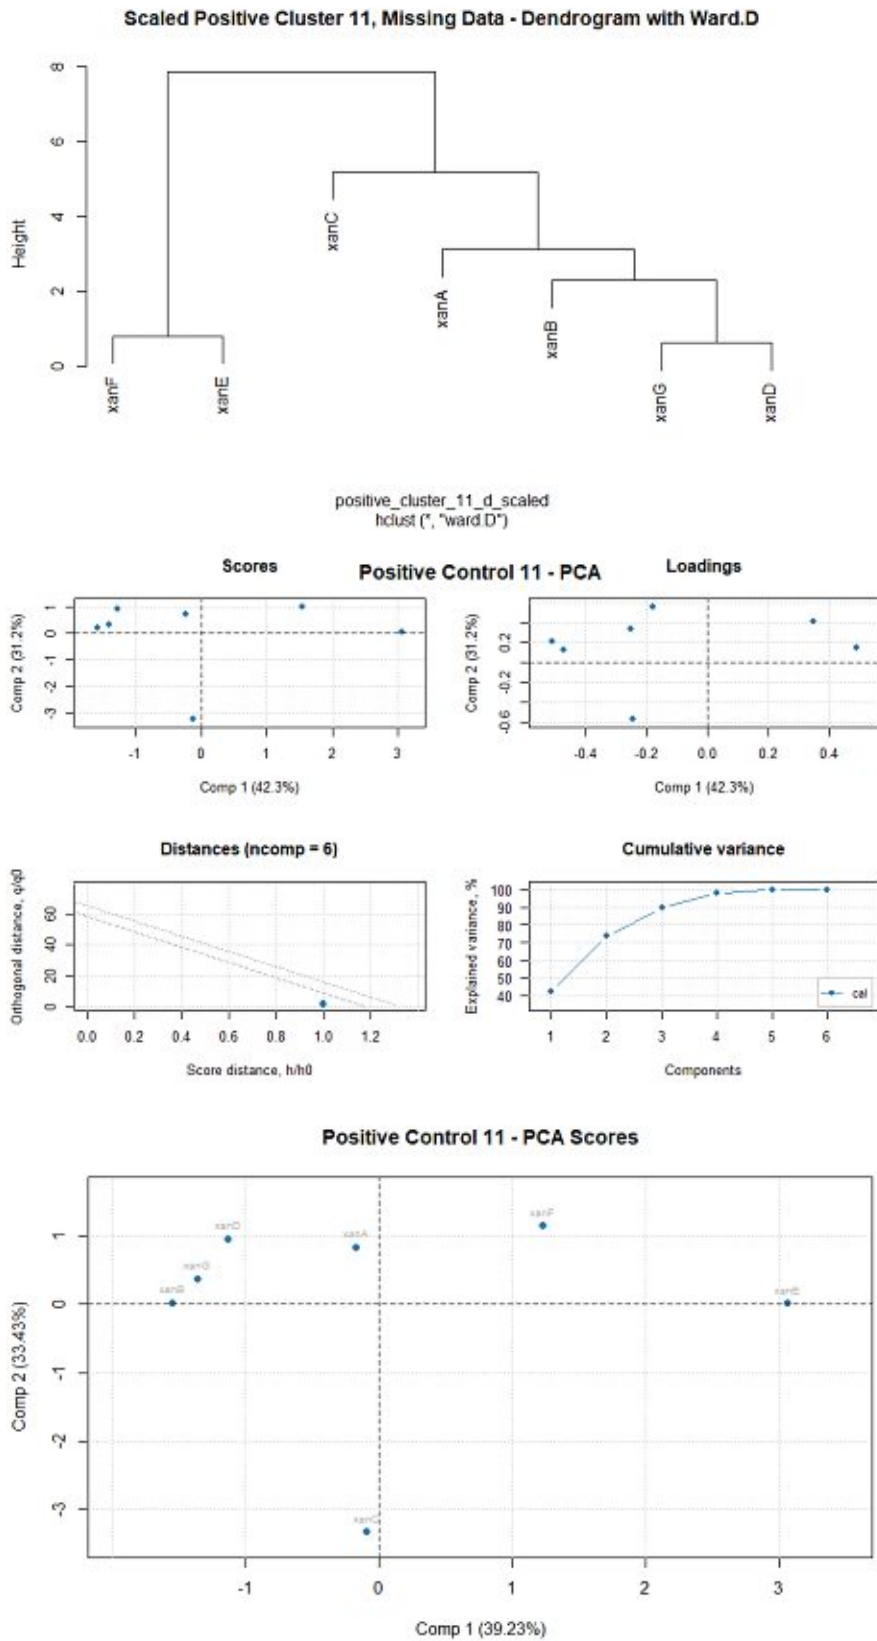 Scaled Positive Cluster 11, Missing Data - Dendrogram with Ward.D
Height
8
6
4
2
0
xanF
xanE
xanC
xanA
xanB
xanG
xanD
positive_cluster_11_d_scaled
hclust (*, "ward.D")
Positive Control 11 - PCA
Scores
Comp 2 (31.2%)
1
0
-1
-2
-3
-1
0
1
2
3
Comp 1 (42.3%)
Loadings
Comp 2 (31.2%)
0.2
-0.2
-0.6
-0.4
-0.2
0.0
0.2
0.4
Comp 1 (42.3%)
Distances (ncomp = 6)
Orthogonal distance, q/q0
60
40
20
0
0.0
0.2
0.4
0.6
0.8
1.0
1.2
Score distance, h/h0
Cumulative variance
Explained variance, %
100
90
80
70
60
50
40
cal
1
2
3
4
5
6
Components
Positive Control 11 - PCA Scores
Comp 2 (33.43%)
1
0
-1
-2
-3
xanD
xanG
xanB
xanA
xanF
xanE
xanC
-1
0
1
2
3
Comp 1 (39.23%)